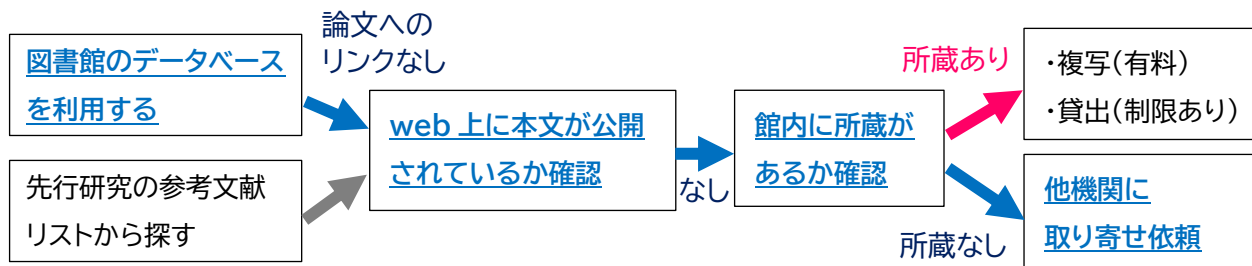 図書館のデータベース
を利用する
論文への
リンクなし
先行研究の参考文献
リストから探す
web 上に本文が公開
されているか確認
なし
館内に所蔵が
あるか確認
所蔵あり
・複写(有料)
・貸出(制限あり)
所蔵なし
他機関に
取り寄せ依頼